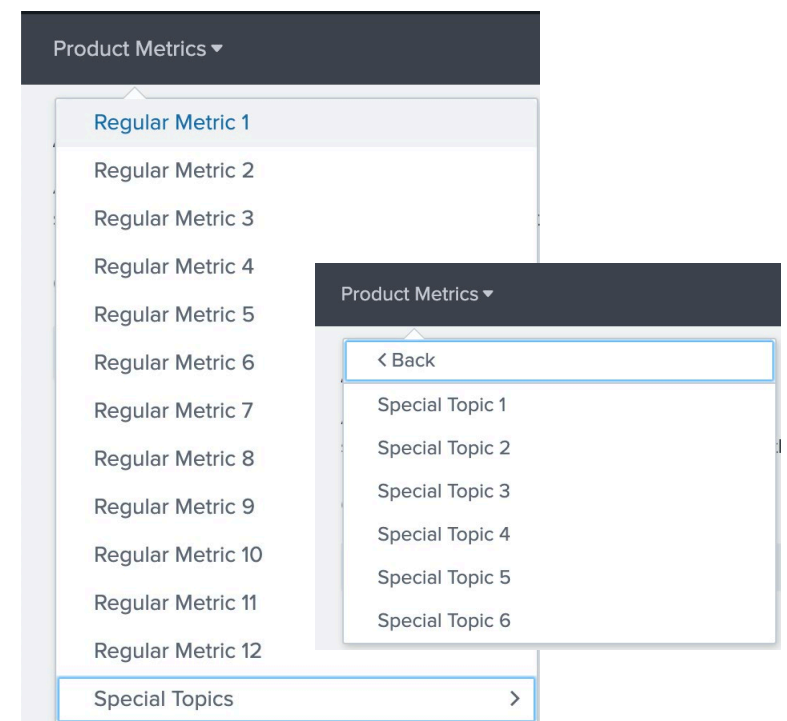 Product Metrics
Regular Metric 1
Regular Metric 2
Regular Metric 3
Regular Metric 4
Regular Metric 5
Regular Metric 6
Regular Metric 7
Regular Metric 8
Regular Metric 9
Regular Metric 10
Regular Metric 11
Regular Metric 12
Special Topics
Product Metrics
Back
Special Topic 1
Special Topic 2
Special Topic 3
Special Topic 4
Special Topic 5
Special Topic 6